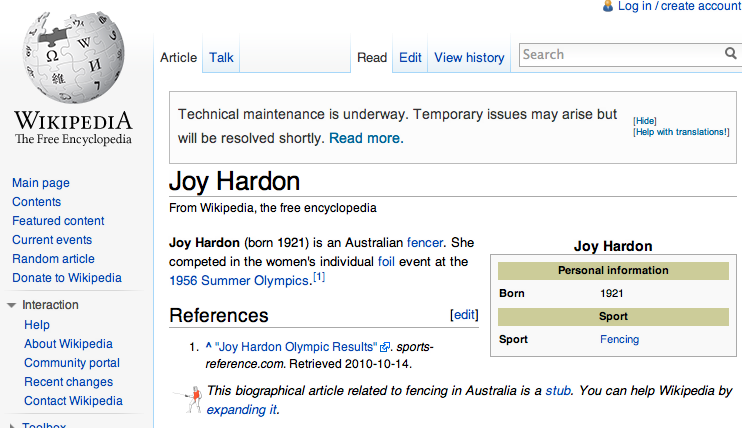 Log in / create account
Article Talk Read Edit View history Search
WIKIPEDIA
The Free Encyclopedia
Main page
Contents
Featured content
Current events
Random article
Donate to Wikipedia
Interaction
Help
About Wikipedia
Community portal
Recent changes
Contact Wikipedia
Toolbox
Technical maintenance is underway. Temporary issues may arise but
will be resolved shortly. Read more.
[Hide]
[Help with translations!]
Joy Hardon
From Wikipedia, the free encyclopedia
Joy Hardon (born 1921) is an Australian fencer. She
competed in the women's individual foil event at the
1956 Summer Olympics.[1]
Joy Hardon
Personal information
Born 1921
Sport
Sport Fencing
References [edit]
1. ^ "Joy Hardon Olympic Results". sports-
reference.com. Retrieved 2010-10-14.
This biographical article related to fencing in Australia is a stub. You can help Wikipedia by
expanding it.